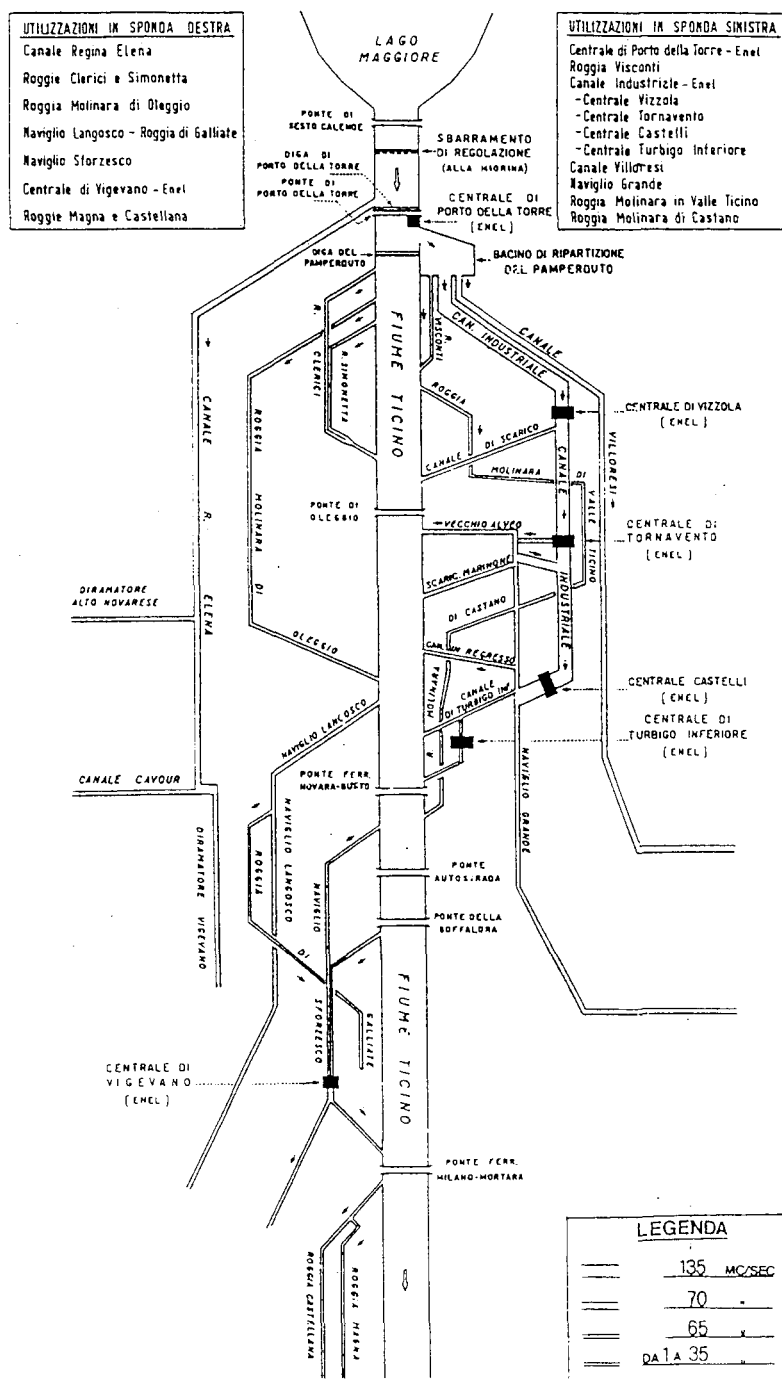 UTILIZZAZIONI IN SPONDA DESTRA
Canale Regina Elena
Roggie Clerici e Simonetta
Roggia Molinara di Oleggio
Naviglio Langosco - Roggia di Galliate
Naviglio Sforzesco
Centrale di Vigevano - Enel
Roggie Magna e Castellana
UTILIZZAZIONI IN SPONDA SINISTRA
Centrale di Porto della Torre - Enel
Roggia Visconti
Canale Industriale - Enel
-Centrale Vizzola
-Centrale Tornavento
-Centrale Castelli
-Centrale Turbigo Inferiore
Canale Villoresi
Naviglio Grande
Roggia Molinara in Valle Ticino
Roggia Molinara di Castano
LAGO
MAGGIORE
PONTE DI
SESTO CALENDE
SBARRAMENTO
DI REGOLAZIONE
(ALLA MIORINA)
DIGA DI
PORTO DELLA TORRE
PONTE DI
PORTO DELLA TORRE
CENTRALE DI
PORTO DELLA TORRE
[ENEL]
DIGA DEL
PAMPERDUTO
BACINO DI RIPARTIZIONE
DEL PAMPERDUTO
R. CLERICI
R. SIMONETTA
FIUME TICINO
R. VISCONTI
CAN. INDUSTRIALE
CANALE VILLORESI
CANALE R. ELENA
ROGGIA MOLINARA DI OLEGGIO
ROGGIA MOLINARA DI VALLE TICINO
CENTRALE DI VIZZOLA
[ENEL]
CANALE DI SCARICO
CANALE INDUSTRIALE
PONTE DI
OLEGGIO
VECCHIO ALVEO
CENTRALE DI
TORNAVENTO
[ENEL]
SCARIC. MARINONE
DIRAMATORE
ALTO NOVARESE
R. MOLINARA DI CASTANO
CAN. IN REGRESSO
CANALE
DI TURBIGO INF.
CENTRALE CASTELLI
[ENEL]
CENTRALE DI
TURBIGO INFERIORE
[ENEL]
NAVIGLIO LANGOSCO
CANALE CAVOUR
PONTE FERR.
NOVARA-BUSTO
NAVIGLIO GRANDE
DIRAMATORE VIGEVANO
NAVIGLIO LANGOSCO
ROGGIA DI GALLIATE
NAVIGLIO SFORZESCO
PONTE
AUTOSTRADA
PONTE DELLA
BOFFALORA
FIUME TICINO
CENTRALE DI
VIGEVANO
[ENEL]
PONTE FERR.
MILANO-MORTARA
ROGGIA CASTELLANA
ROGGIA MAGNA
LEGENDA
135 MC/SEC
70 "
65 "
DA 1 A 35 "